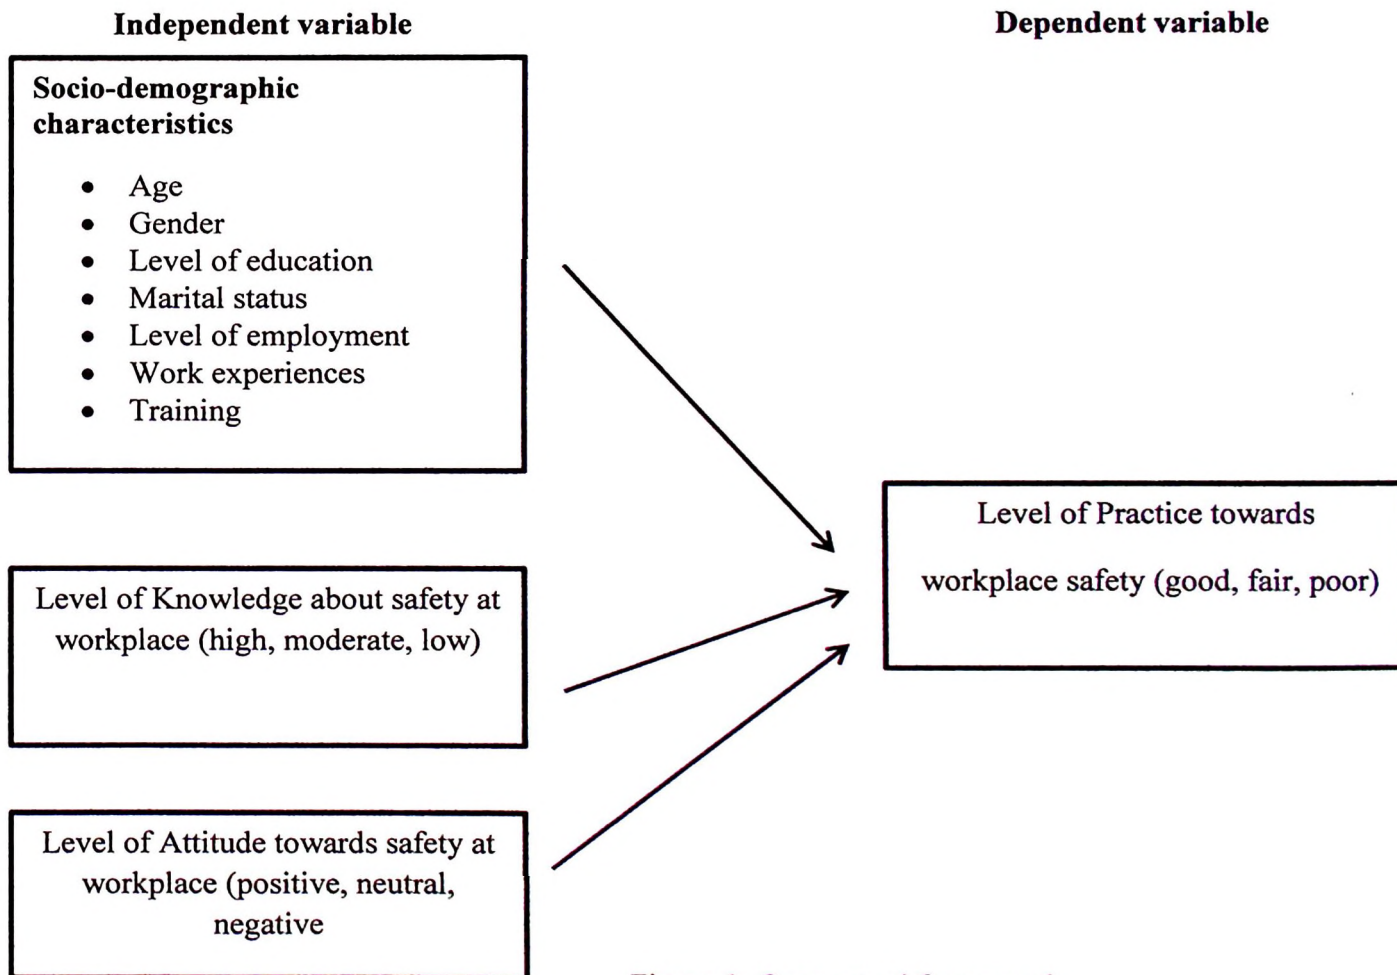 Independent variable
Dependent variable
Socio-demographic
characteristics
• Age
• Gender
• Level of education
• Marital status
• Level of employment
• Work experiences
• Training
Level of Knowledge about safety at
workplace (high, moderate, low)
Level of Attitude towards safety at
workplace (positive, neutral,
negative
Level of Practice towards
workplace safety (good, fair, poor)